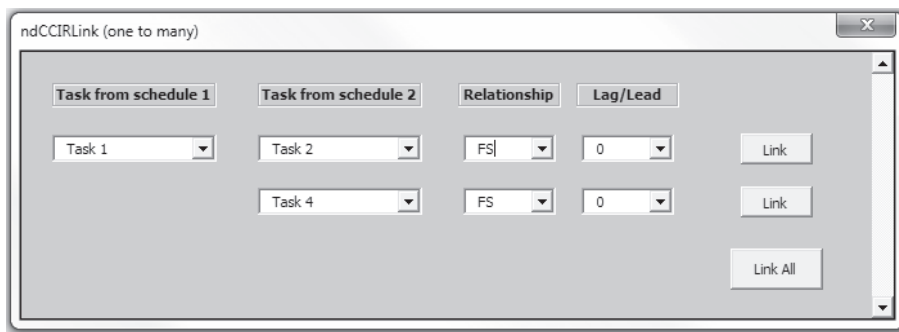 ndCCIRLink (one to many)
Task from schedule 1 Task from schedule 2 Relationship Lag/Lead
Task 1 Task 2 FS 0 Link
Task 4 FS 0 Link
Link All